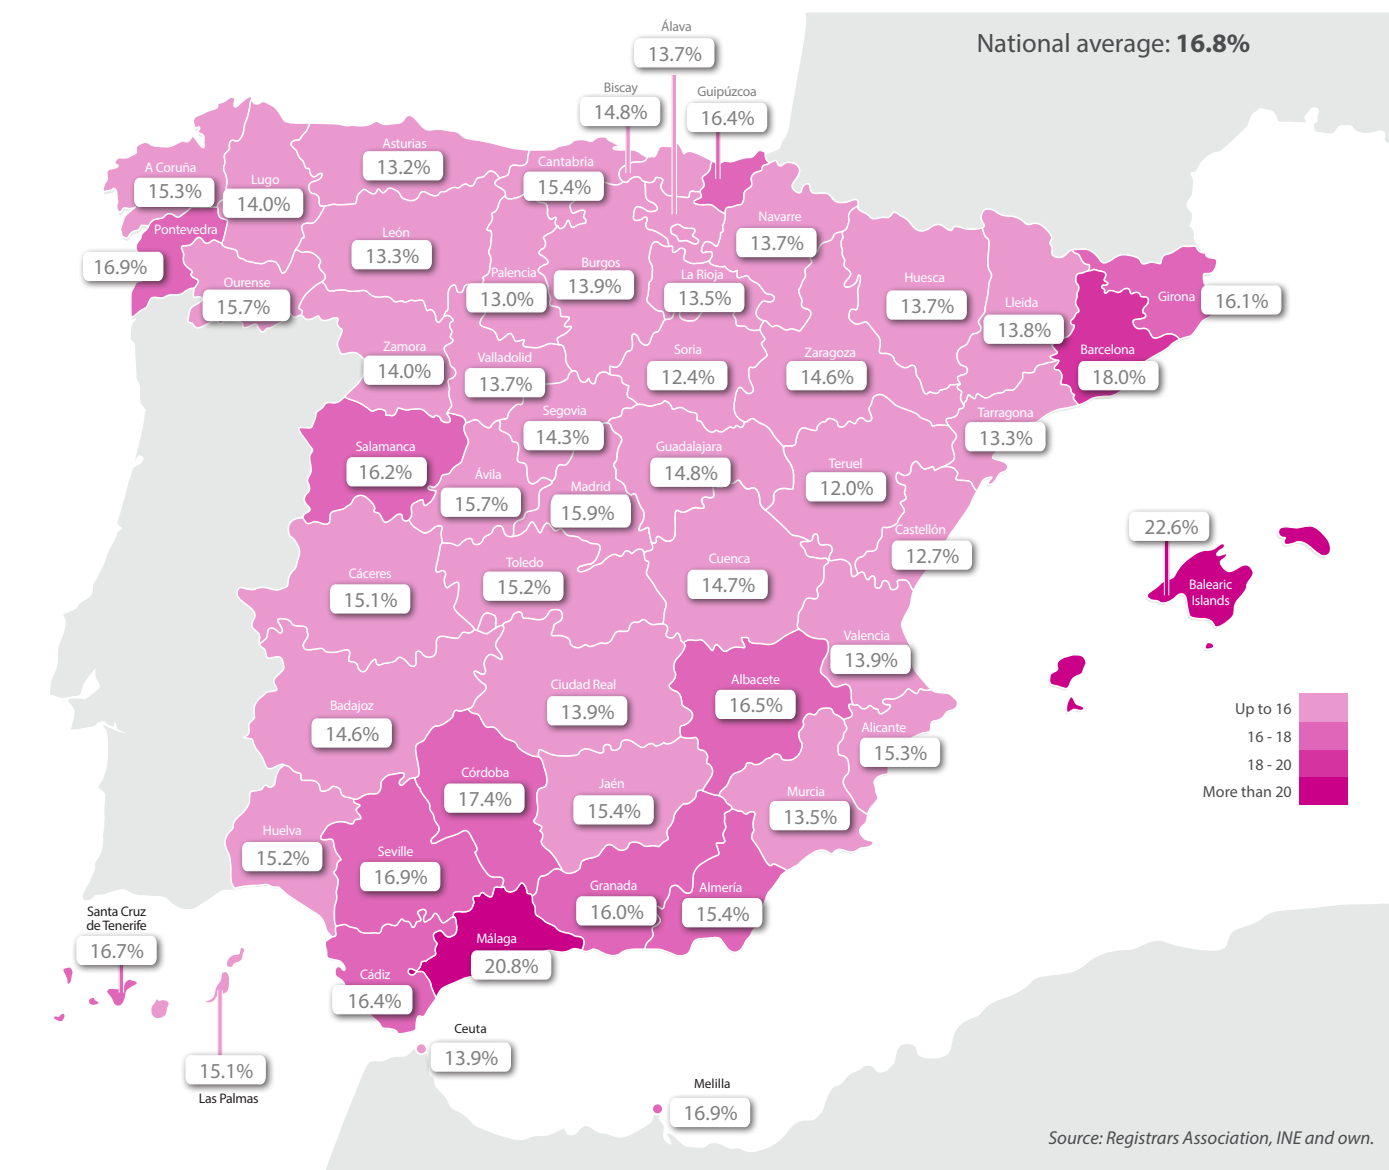 Álava
13.7%
National average: 16.8%
Biscay
14.8%
Guipúzcoa
16.4%
Asturias
13.2%
Cantabria
15.4%
A Coruña
15.3%
Lugo
14.0%
Pontevedra
16.9%
León
13.3%
Navarre
13.7%
Ourense
15.7%
Palencia
13.0%
Burgos
13.9%
La Rioja
13.5%
Huesca
13.7%
Lleida
13.8%
Girona
16.1%
Zamora
14.0%
Valladolid
13.7%
Soria
12.4%
Zaragoza
14.6%
Barcelona
18.0%
Segovia
14.3%
Tarragona
13.3%
Salamanca
16.2%
Ávila
15.7%
Madrid
15.9%
Guadalajara
14.8%
Teruel
12.0%
Castellón
12.7%
22.6%
Balearic
Islands
Cáceres
15.1%
Toledo
15.2%
Cuenca
14.7%
Valencia
13.9%
Badajoz
14.6%
Ciudad Real
13.9%
Albacete
16.5%
Alicante
15.3%
Up to 16
16 - 18
18 - 20
More than 20
Córdoba
17.4%
Jaén
15.4%
Murcia
13.5%
Huelva
15.2%
Seville
16.9%
Granada
16.0%
Almería
15.4%
Santa Cruz
de Tenerife
16.7%
Málaga
20.8%
Cádiz
16.4%
Ceuta
13.9%
15.1%
Las Palmas
Melilla
16.9%
Source: Registrars Association, INE and own.